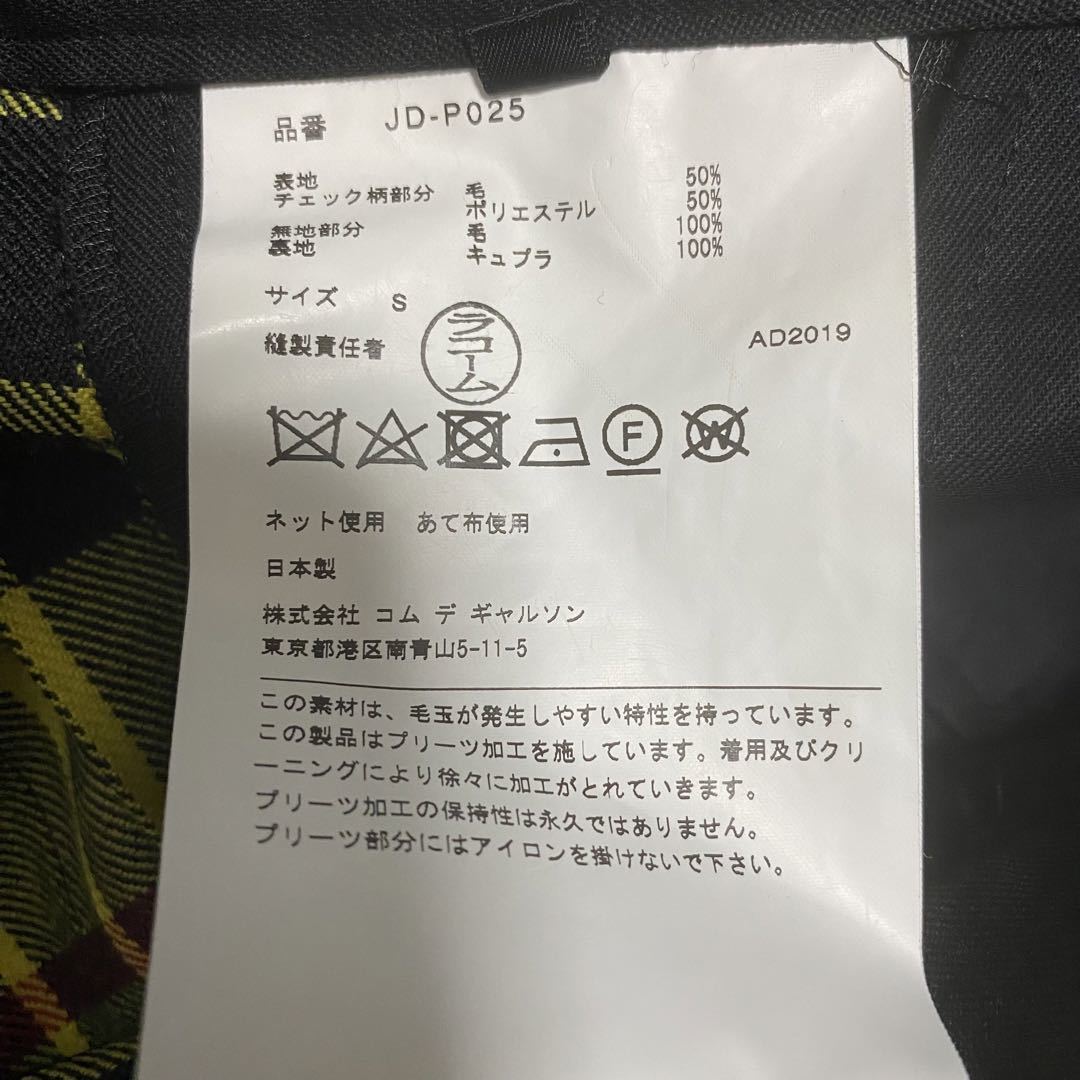 品番 JD-P025
表地
チェック柄部分 毛 50%
ポリエステル 50%
無地部分 毛 100%
裏地 キュプラ 100%
サイズ S
縫製責任者 ラコーム AD2019
F W
ネット使用 あて布使用
日本製
株式会社 コム デ ギャルソン
東京都港区南青山5-11-5
この素材は、毛玉が発生しやすい特性を持っています。
この製品はプリーツ加工を施しています。着用及びクリ
ーニングにより徐々に加工がとれていきます。
プリーツ加工の保持性は永久ではありません。
プリーツ部分にはアイロンを掛けないで下さい。